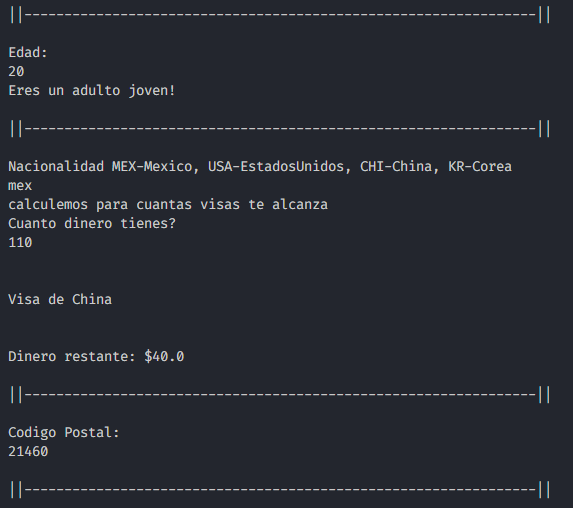 ||----------------------------------------------------------------||
Edad:
20
Eres un adulto joven!
||----------------------------------------------------------------||
Nacionalidad MEX-Mexico, USA-EstadosUnidos, CHI-China, KR-Corea
mex
calculemos para cuantas visas te alcanza
Cuanto dinero tienes?
110
Visa de China
Dinero restante: $40.0
||----------------------------------------------------------------||
Codigo Postal:
21460
||----------------------------------------------------------------||